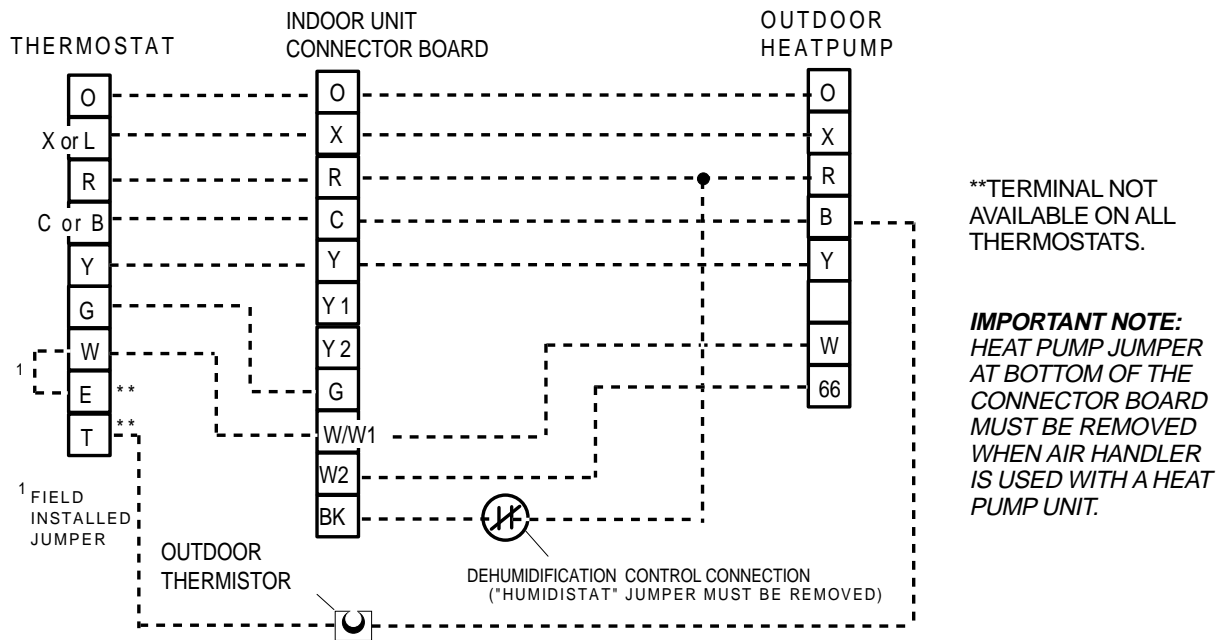 THERMOSTAT
O
X or L
R
C or B
Y
G
W
E **
T **
1
1 FIELD
INSTALLED
JUMPER
INDOOR UNIT
CONNECTOR BOARD
O
X
R
C
Y
Y1
Y2
G
W/W1
W2
BK
OUTDOOR
HEATPUMP
O
X
R
B
Y
W
66
OUTDOOR
THERMISTOR
DEHUMIDIFICATION CONTROL CONNECTION
("HUMIDISTAT" JUMPER MUST BE REMOVED)
**TERMINAL NOT
AVAILABLE ON ALL
THERMOSTATS.
IMPORTANT NOTE:
HEAT PUMP JUMPER
AT BOTTOM OF THE
CONNECTOR BOARD
MUST BE REMOVED
WHEN AIR HANDLER
IS USED WITH A HEAT
PUMP UNIT.